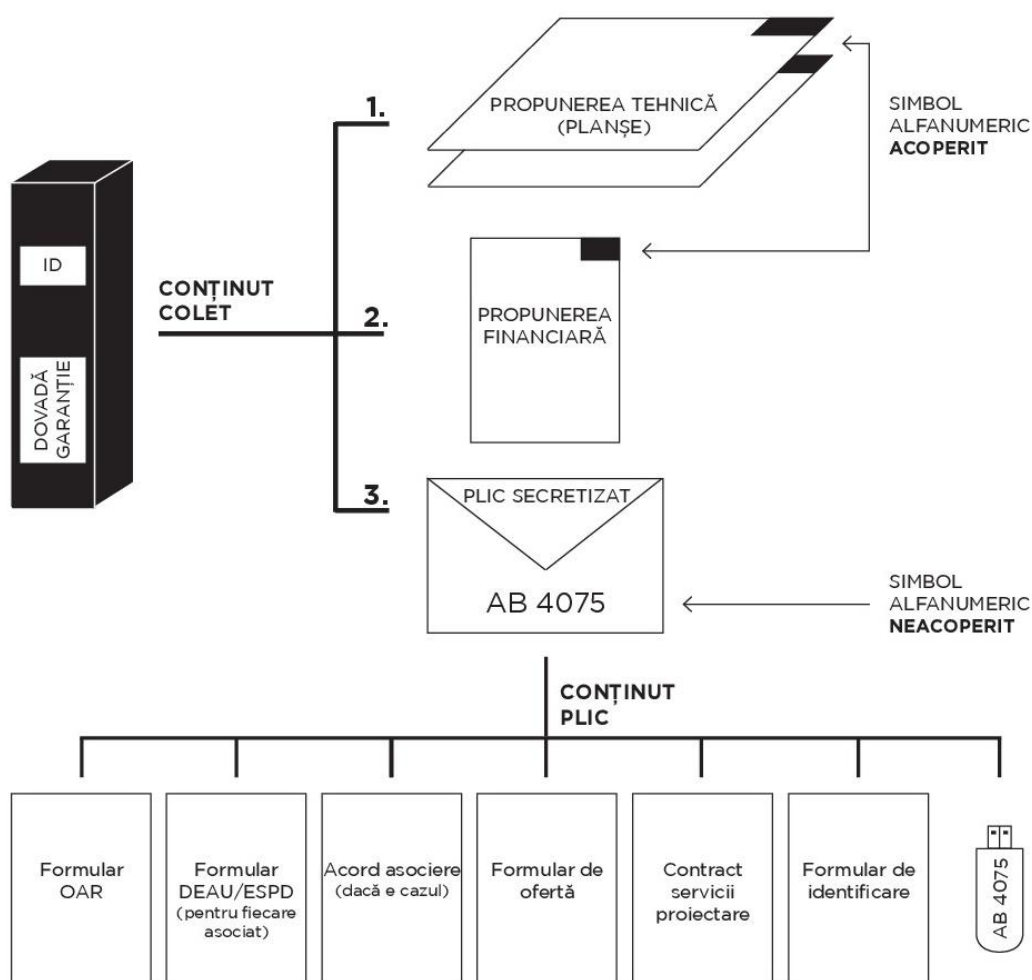 1.
PROPUNEREA TEHNICĂ
(PLANȘE)
SIMBOL
ALFANUMERIC
ACOPERIT
ID
DOVADĂ
GARANȚIE
CONȚINUT
COLET
2.
PROPUNEREA
FINANCIARĂ
3.
PLIC SECRETIZAT
AB 4075
SIMBOL
ALFANUMERIC
NEACOPERIT
CONȚINUT
PLIC
Formular
OAR
Formular
DEAU/ESPD
(pentru fiecare
asociat)
Acord asociere
(dacă e cazul)
Formular de
ofertă
Contract
servicii
proiectare
Formular de
identificare
AB 4075